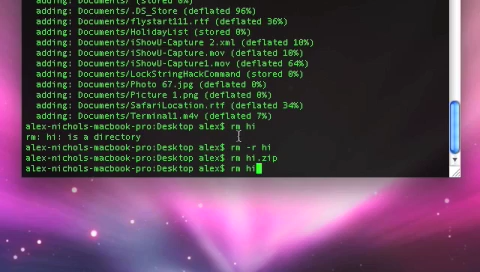 adding: Documents/.DS_Store (deflated 96%)
adding: Documents/flystart111.rtf (deflated 36%)
adding: Documents/HolidayList (stored 0%)
adding: Documents/iShowU-Capture 2.xml (deflated 10%)
adding: Documents/iShowU-Capture.mov (deflated 10%)
adding: Documents/iShowU-Capture1.mov (deflated 64%)
adding: Documents/LockStringHackCommand (stored 0%)
adding: Documents/Photo 67.jpg (deflated 0%)
adding: Documents/Picture 1.png (deflated 0%)
adding: Documents/SafariLocation.rtf (deflated 34%)
adding: Documents/Terminal1.m4v (deflated 7%)
alex-nichols-macbook-pro:Desktop alex$ rm hi
rm: hi: is a directory
alex-nichols-macbook-pro:Desktop alex$ rm -r hi
alex-nichols-macbook-pro:Desktop alex$ rm hi.zip
alex-nichols-macbook-pro:Desktop alex$ rm hi